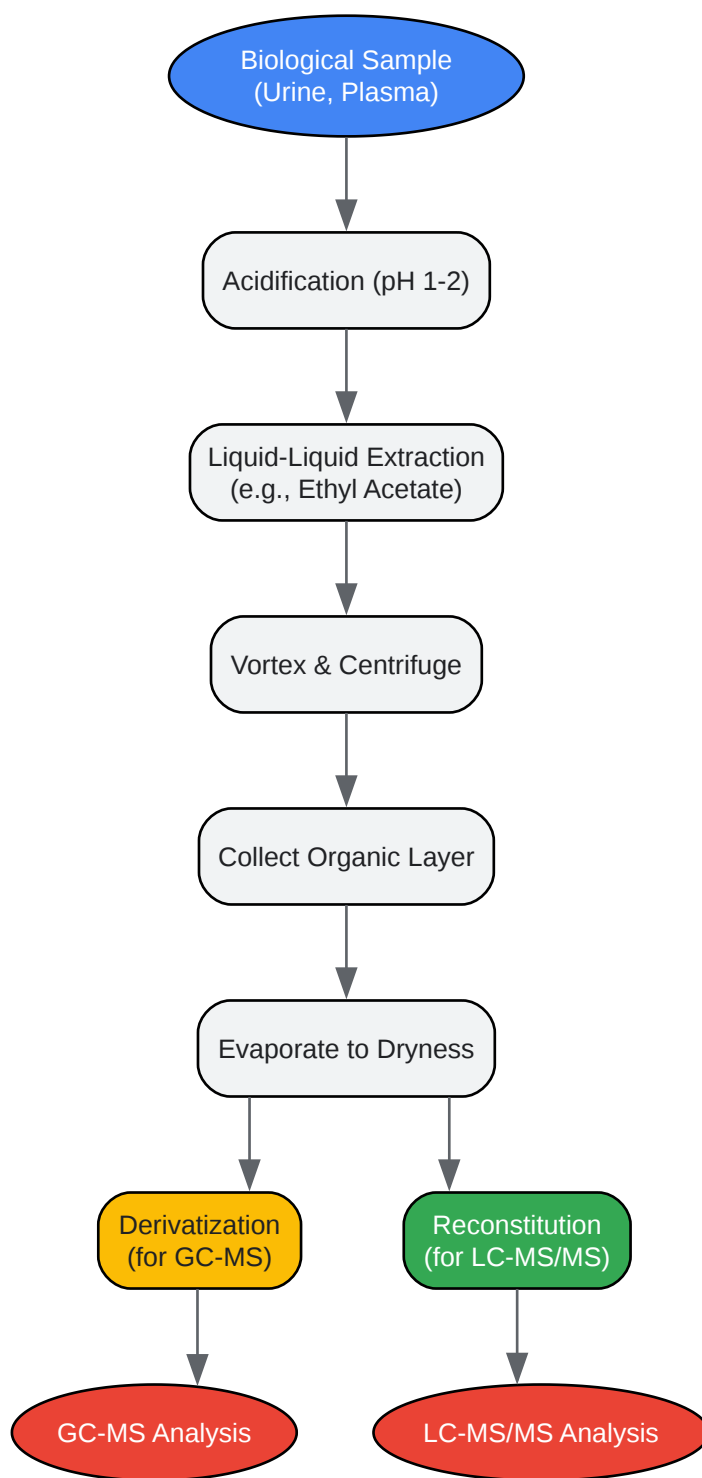 Biological Sample
(Urine, Plasma)
Acidification (pH 1-2)
Liquid-Liquid Extraction
(e.g., Ethyl Acetate)
Vortex & Centrifuge
Collect Organic Layer
Evaporate to Dryness
Derivatization
(for GC-MS)
Reconstitution
(for LC-MS/MS)
GC-MS Analysis
LC-MS/MS Analysis